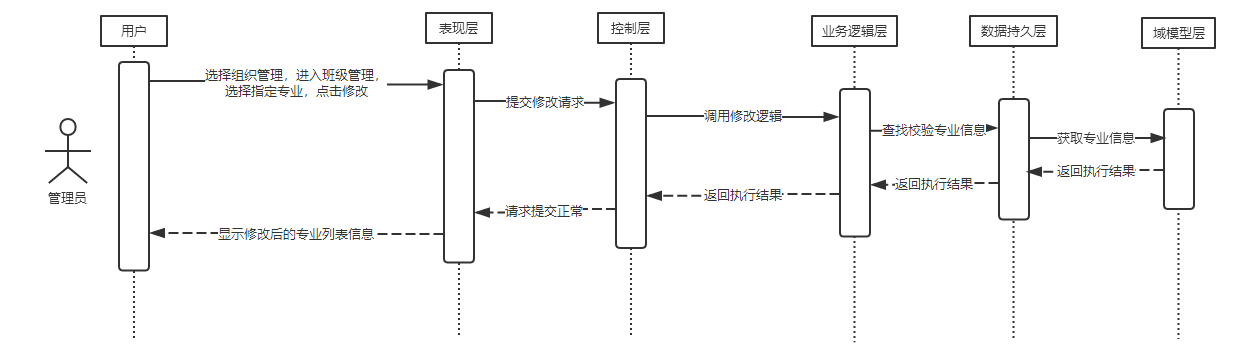 用户
表现层
控制层
业务逻辑层
数据持久层
域模型层
选择组织管理，进入班级管理，
选择指定专业，点击修改
提交修改请求
调用修改逻辑
查找校验专业信息
获取专业信息
返回执行结果
返回执行结果
返回执行结果
请求提交正常
显示修改后的专业列表信息
管理员